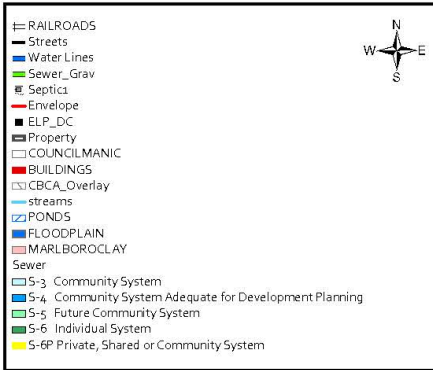 RAILROADS
Streets
Water Lines
Sewer_Grav
Septic1
Envelope
ELP_DC
Property
COUNCILMANIC
BUILDINGS
CBCA_Overlay
streams
PONDS
FLOODPLAIN
MARLBOROCLAY
Sewer
S-3 Community System
S-4 Community System Adequate for Development Planning
S-5 Future Community System
S-6 Individual System
S-6P Private, Shared or Community System
N
W E
S